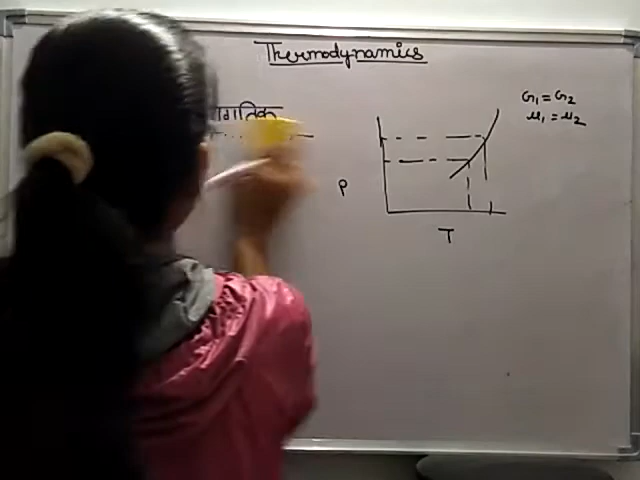 Thermodynamics
G₁ = G₂
μ₁ = μ₂
P
T